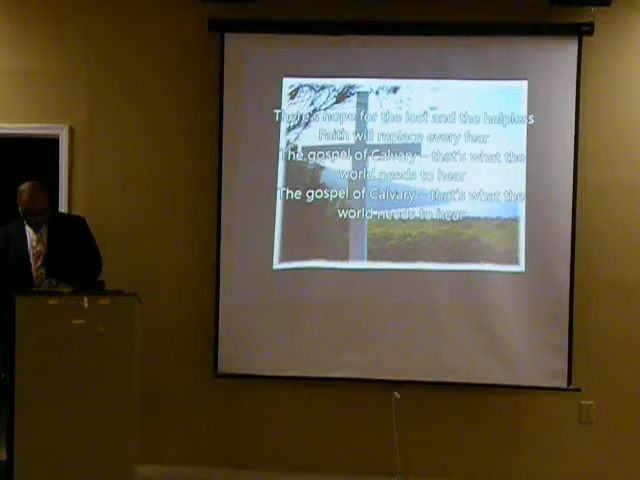 There's hope for the lost and the helpless
Faith will replace every fear
The gospel of Calvary – that's what the
world needs to hear
The gospel of Calvary – that's what the
world needs to hear